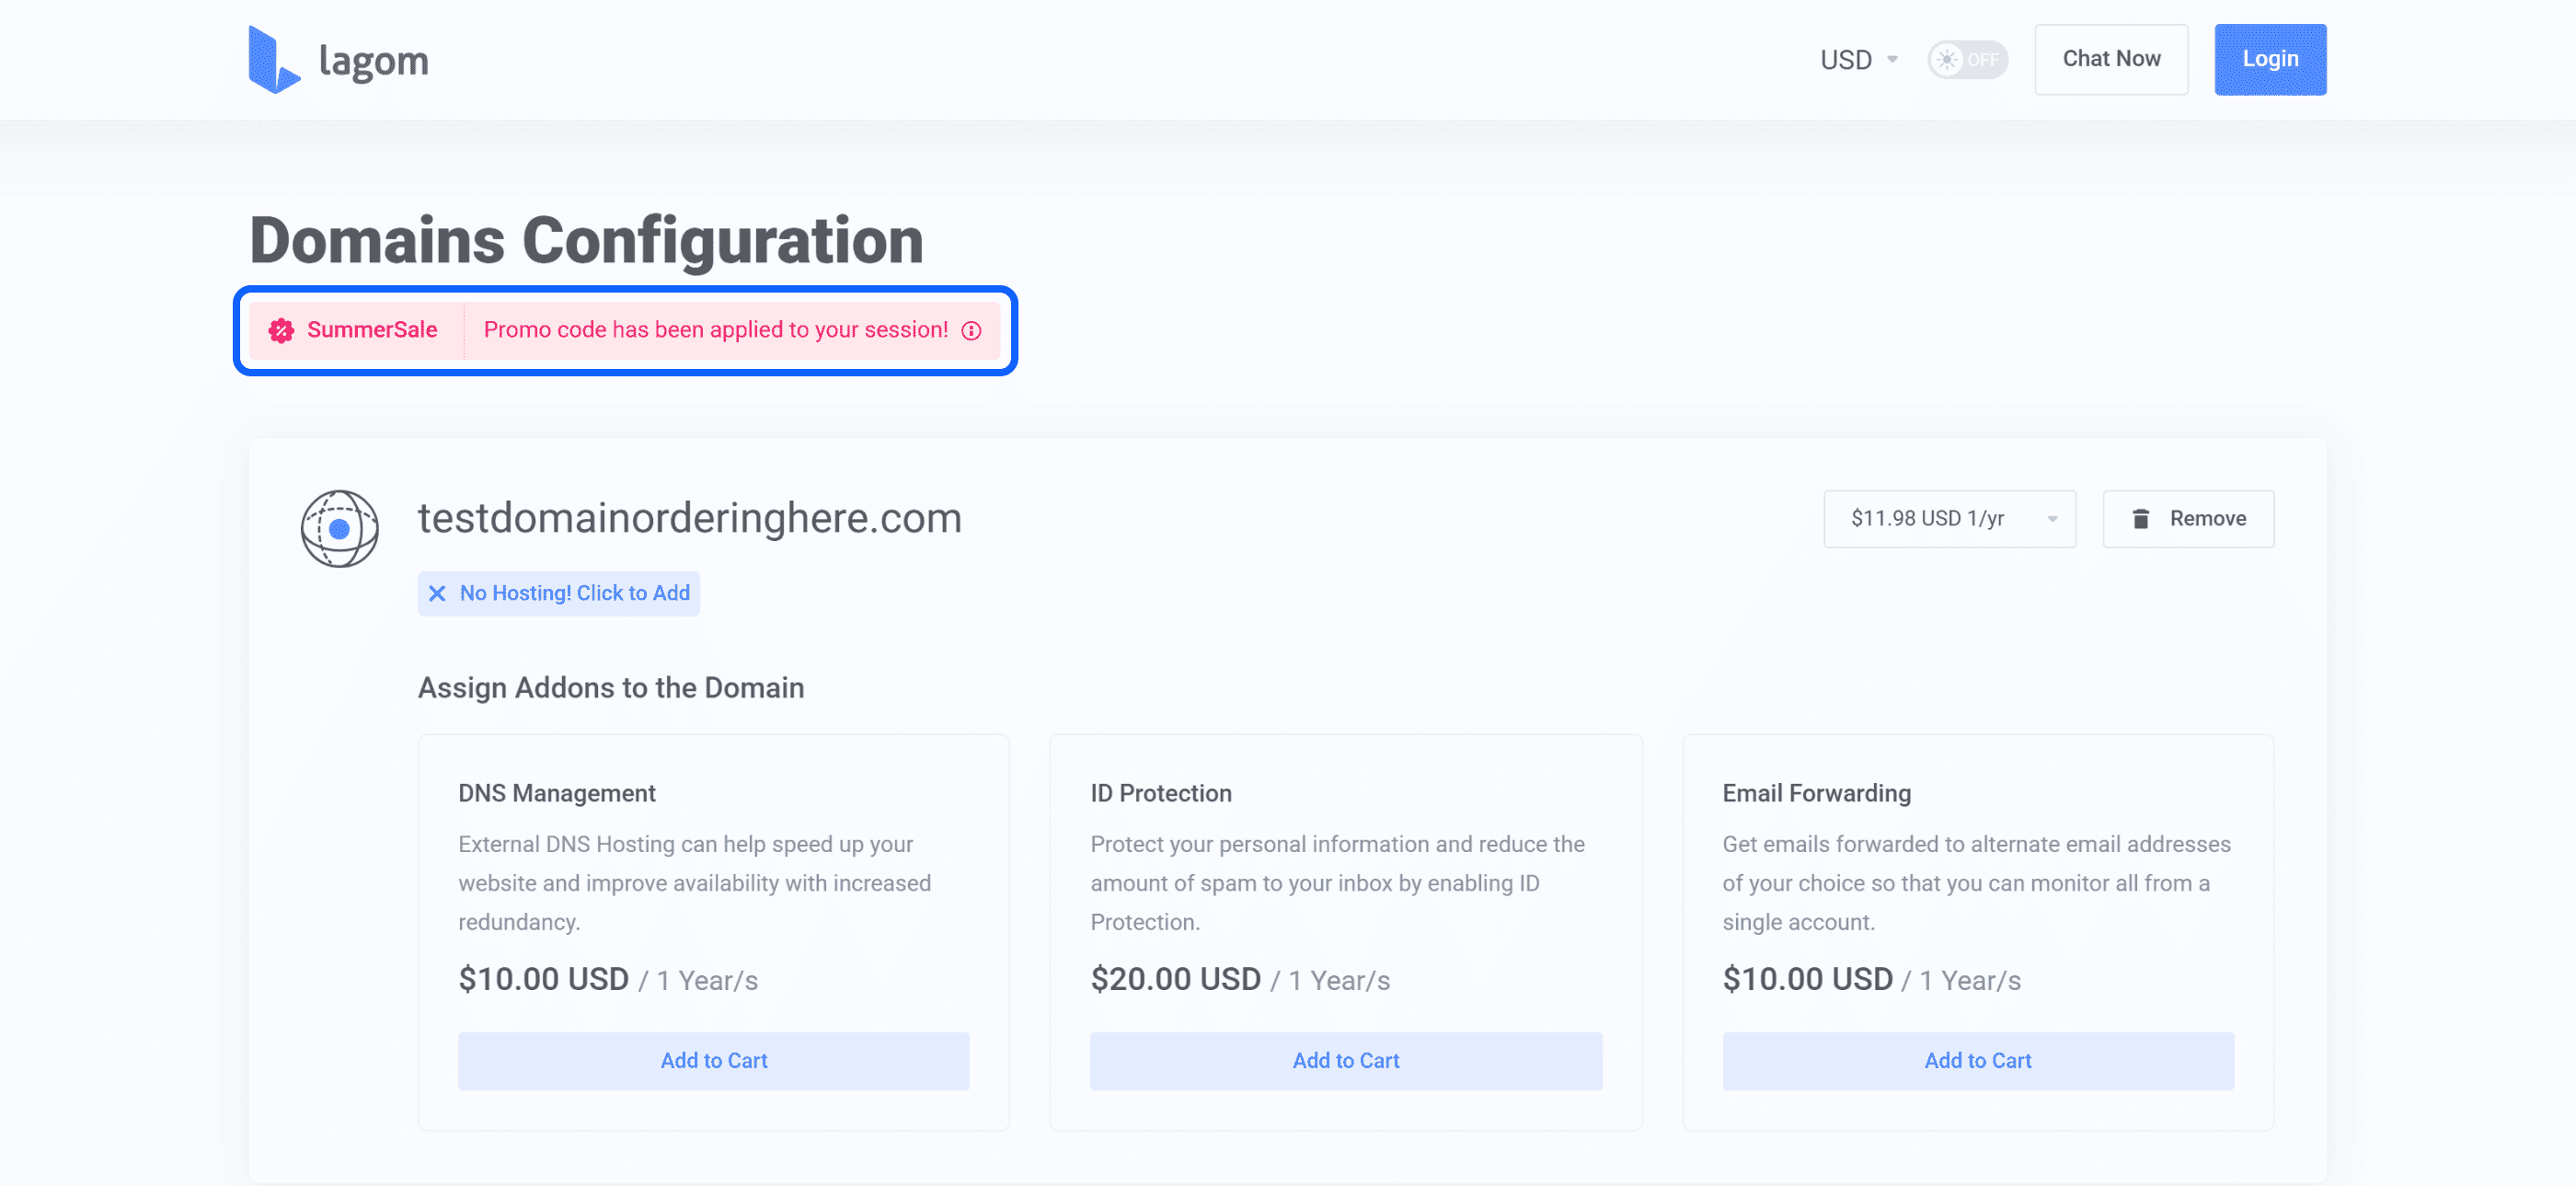 lagom
USD
OFF
Chat Now
Login
Domains Configuration
SummerSale
Promo code has been applied to your session!
testdomainorderinghere.com
$11.98 USD 1/yr
Remove
No Hosting! Click to Add
Assign Addons to the Domain
DNS Management
External DNS Hosting can help speed up your
website and improve availability with increased
redundancy.
$10.00 USD / 1 Year/s
Add to Cart
ID Protection
Protect your personal information and reduce the
amount of spam to your inbox by enabling ID
Protection.
$20.00 USD / 1 Year/s
Add to Cart
Email Forwarding
Get emails forwarded to alternate email addresses
of your choice so that you can monitor all from a
single account.
$10.00 USD / 1 Year/s
Add to Cart